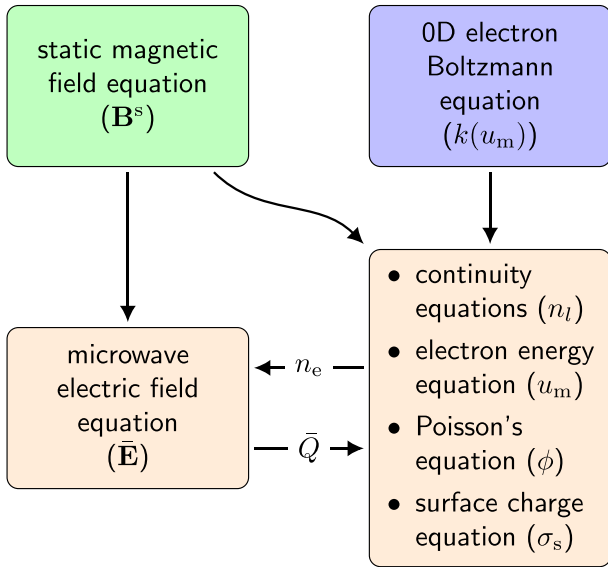 static magnetic
field equation
(𝐁ˢ)
0D electron
Boltzmann
equation
(k(uₘ))
microwave
electric field
equation
(𝐄̄)
nₑ
Q̄
• continuity
equations (nₗ)
• electron energy
equation (uₘ)
• Poisson's
equation (ϕ)
• surface charge
equation (σₛ)